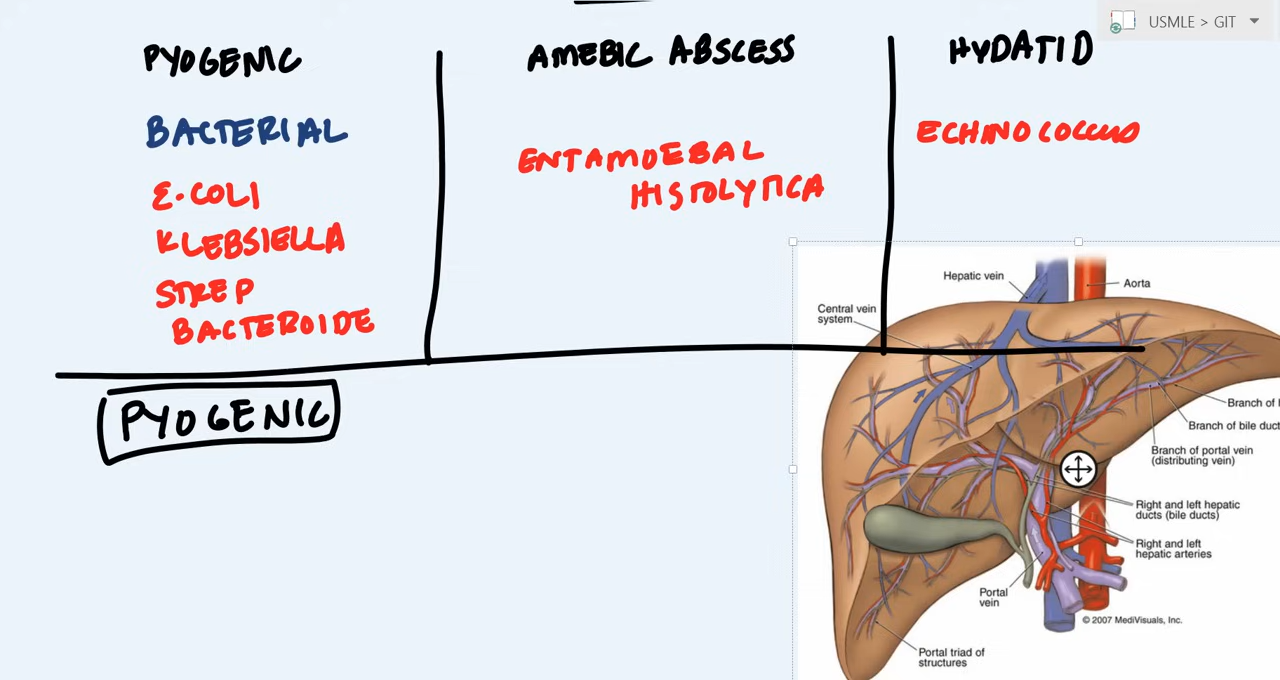 USMLE > GIT
PYOGENIC
AMEBIC ABSCESS
HYDATID
BACTERIAL
E.COLI
KLEBSIELLA
STREP
BACTEROIDE
ENTAMOEBAL
HISTOLYTICA
ECHINOCOCCUS
PYOGENIC
Hepatic vein
Aorta
Central vein
system
Branch of
Branch of bile duct
Branch of portal vein
(distributing vein)
Right and left hepatic
ducts (bile ducts)
Right and left
hepatic arteries
Portal
vein
© 2007 MediVisuals, Inc.
Portal triad of
structures